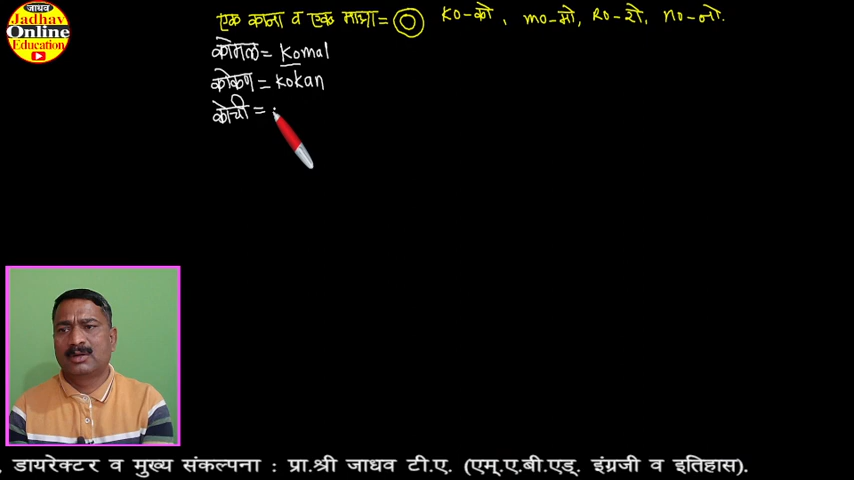 जाधव
Jadhav
Online
Education
एक काना व एक मात्रा = O KO-को, mo-मो, Ro-रो, no-नो.
कोमल = Komal
कोकण = kokan
कोची =
. डायरेक्टर व मुख्य संकल्पना : प्रा.श्री जाधव टी.ए. (एम्.ए.बी.एड्. इंग्रजी व इतिहास).